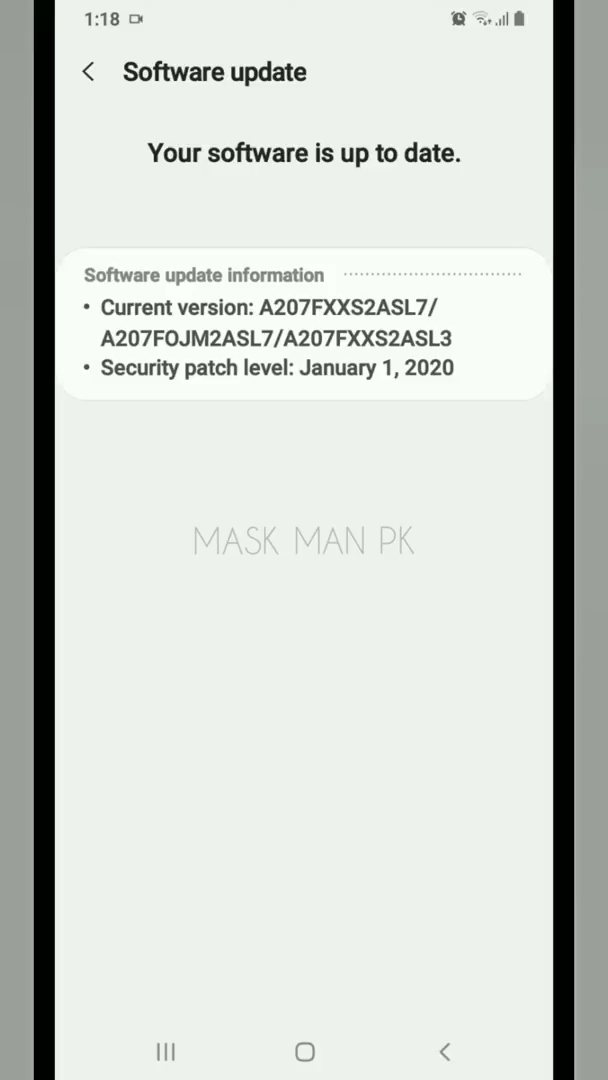 1:18
Software update
Your software is up to date.
Software update information
• Current version: A207FXXS2ASL7/
A207FOJM2ASL7/A207FXXS2ASL3
• Security patch level: January 1, 2020
MASK MAN PK